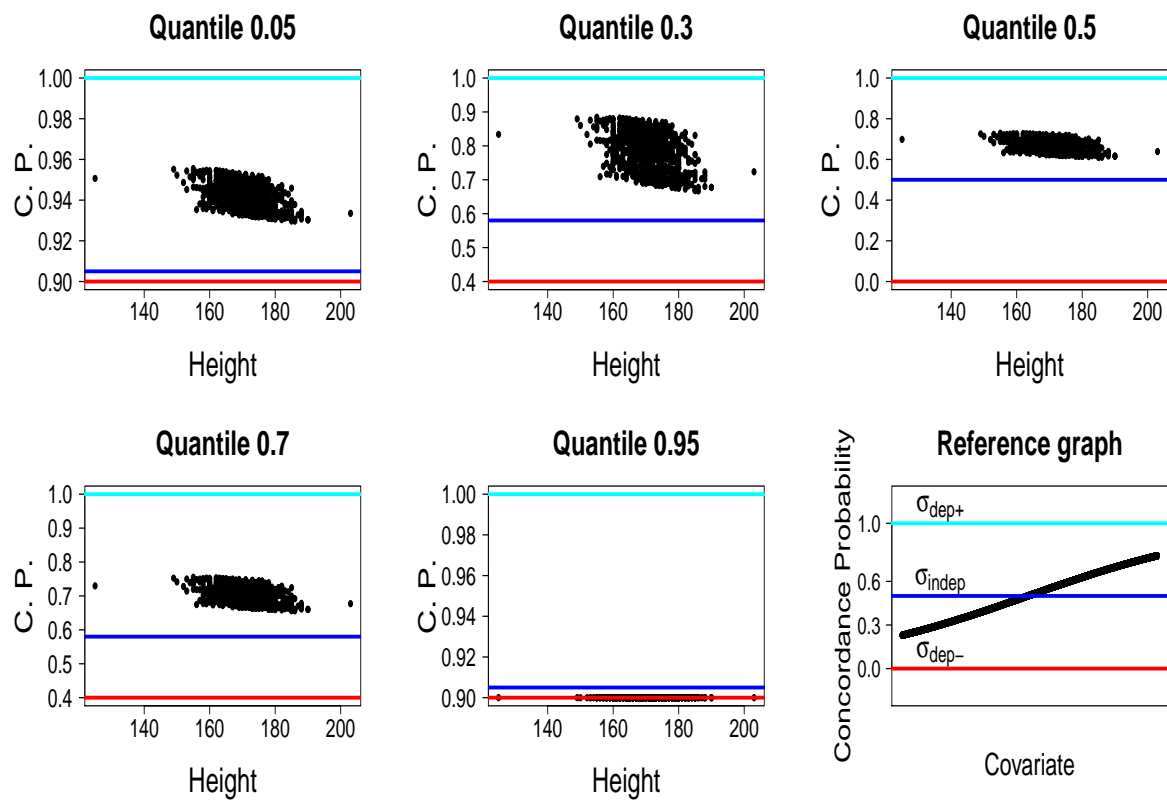 Quantile 0.05
C. P.
1.00
0.98
0.96
0.94
0.92
0.90
140 160 180 200
Height
Quantile 0.3
C. P.
1.0
0.9
0.8
0.7
0.6
0.5
0.4
140 160 180 200
Height
Quantile 0.5
C. P.
1.0
0.8
0.6
0.4
0.2
0.0
140 160 180 200
Height
Quantile 0.7
C. P.
1.0
0.9
0.8
0.7
0.6
0.5
0.4
140 160 180 200
Height
Quantile 0.95
C. P.
1.00
0.98
0.96
0.94
0.92
0.90
140 160 180 200
Height
Reference graph
Concordance Probability
1.0
0.6
0.3
0.0
σdep+
σindep
σdep−
Covariate